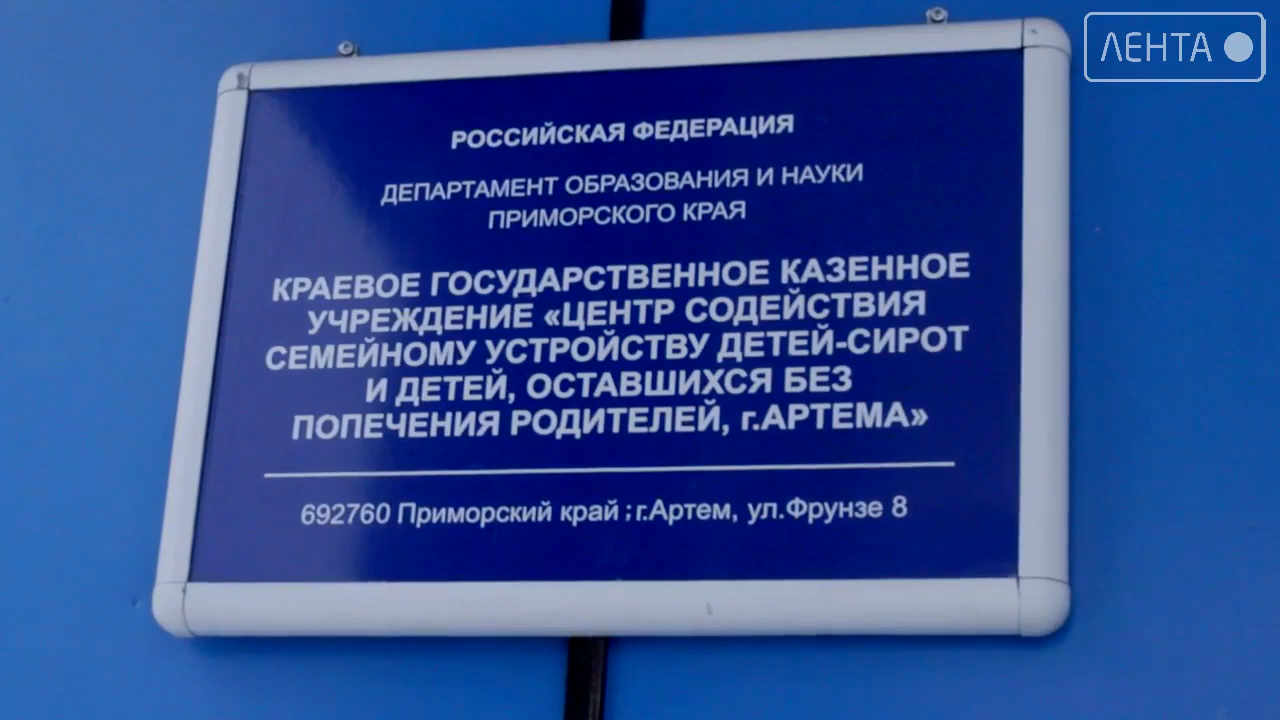 ЛЕНТА
РОССИЙСКАЯ ФЕДЕРАЦИЯ
ДЕПАРТАМЕНТ ОБРАЗОВАНИЯ И НАУКИ
ПРИМОРСКОГО КРАЯ
КРАЕВОЕ ГОСУДАРСТВЕННОЕ КАЗЕННОЕ
УЧРЕЖДЕНИЕ «ЦЕНТР СОДЕЙСТВИЯ
СЕМЕЙНОМУ УСТРОЙСТВУ ДЕТЕЙ-СИРОТ
И ДЕТЕЙ, ОСТАВШИХСЯ БЕЗ
ПОПЕЧЕНИЯ РОДИТЕЛЕЙ, г.АРТЕМА»
692760 Приморский край ; г.Артем, ул.Фрунзе 8